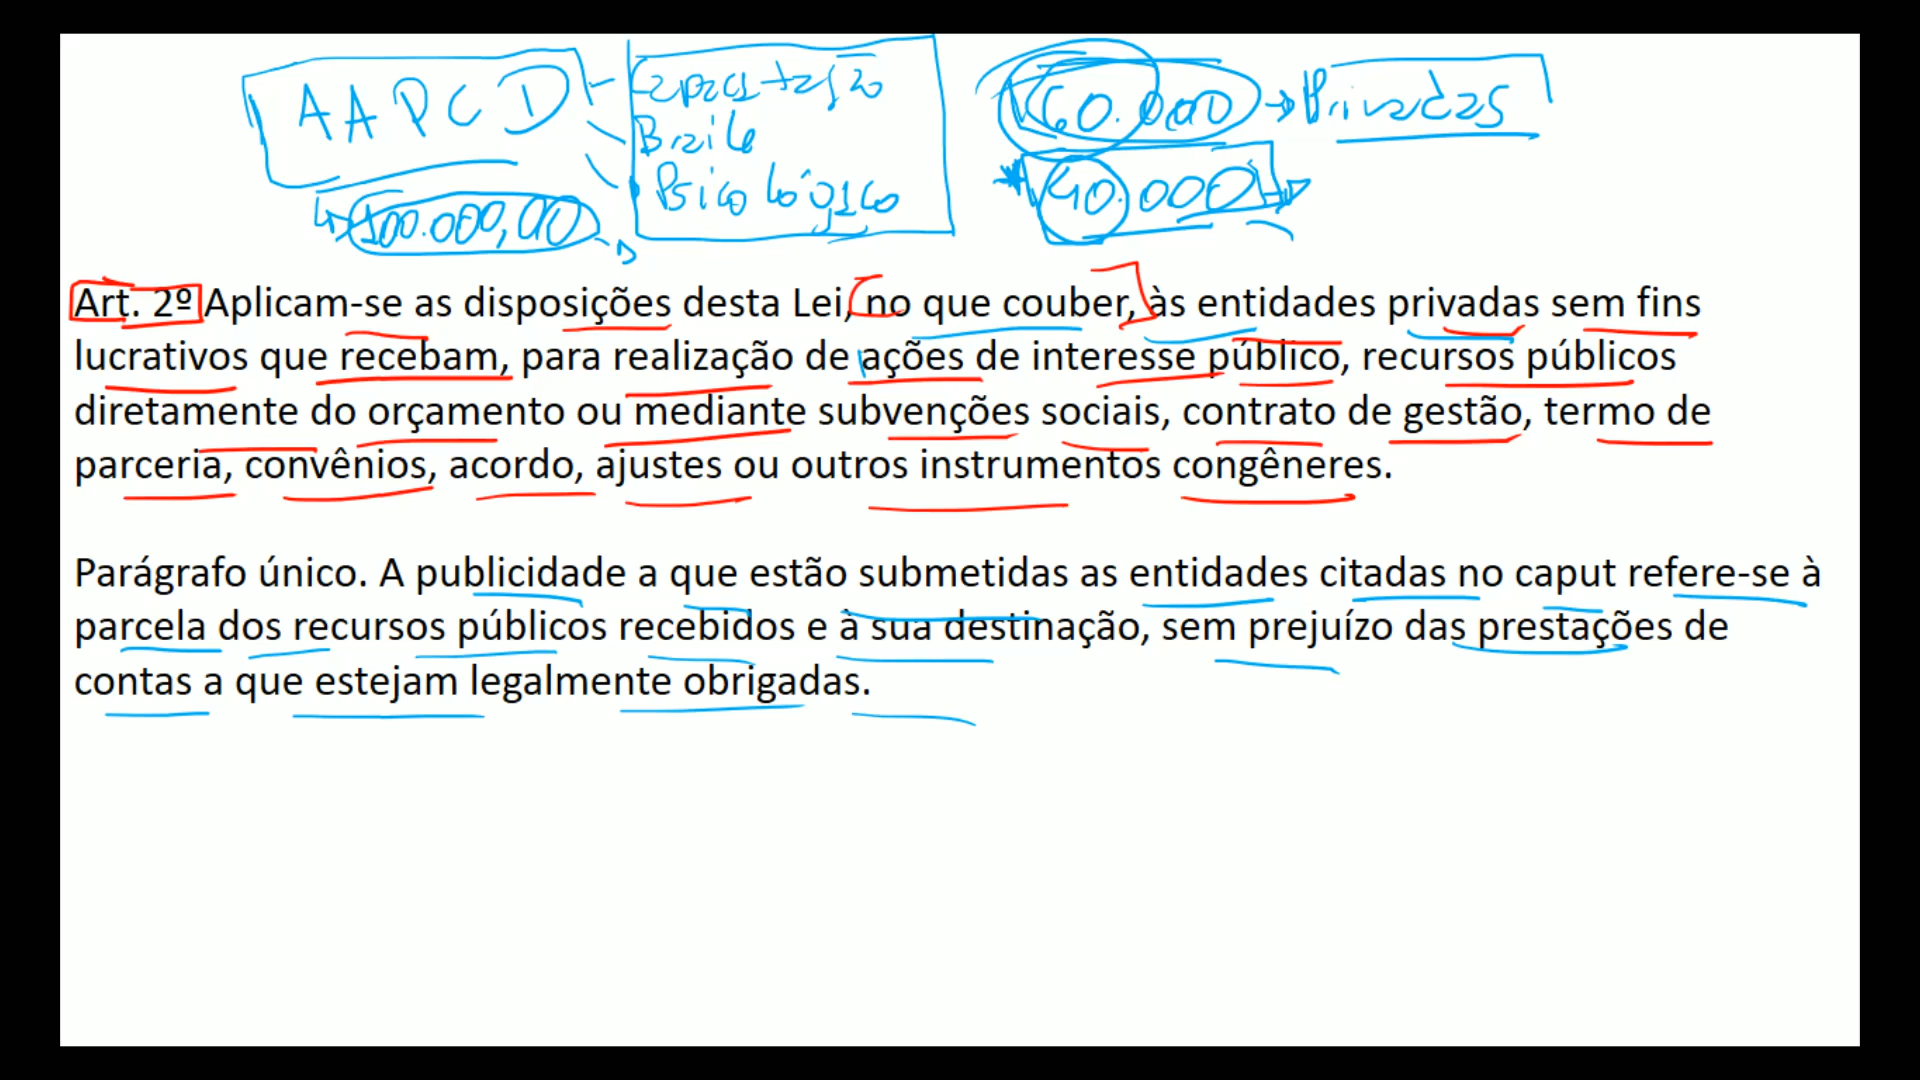 AAPCD
Capacitação
Braile
Psicológico
100.000,00
60.000 → Privadas
40.000
Art. 2º Aplicam-se as disposições desta Lei, no que couber, às entidades privadas sem fins
lucrativos que recebam, para realização de ações de interesse público, recursos públicos
diretamente do orçamento ou mediante subvenções sociais, contrato de gestão, termo de
parceria, convênios, acordo, ajustes ou outros instrumentos congêneres.
Parágrafo único. A publicidade a que estão submetidas as entidades citadas no caput refere-se à
parcela dos recursos públicos recebidos e à sua destinação, sem prejuízo das prestações de
contas a que estejam legalmente obrigadas.